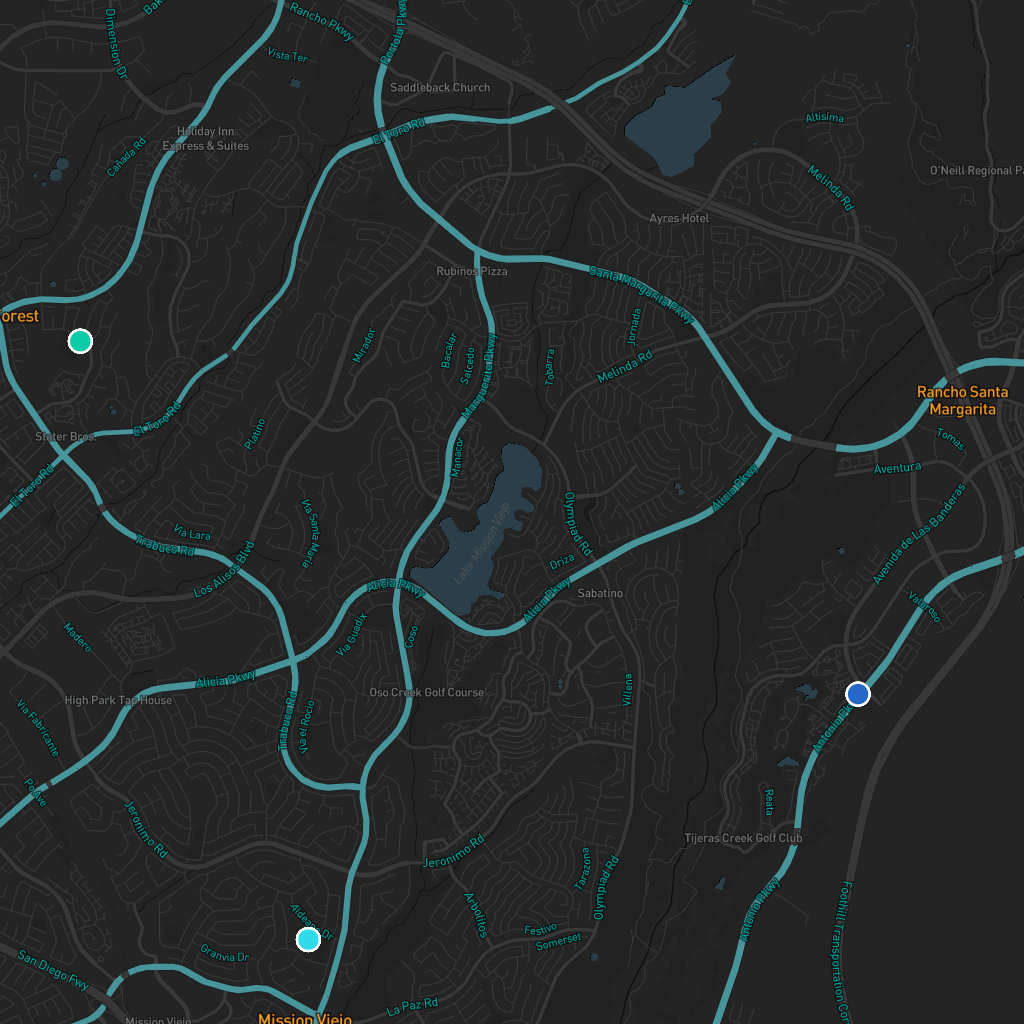 Rancho Pkwy
Portola Pkwy
Dimension Dr
Vista Ter
Saddleback Church
El Toro Rd
Altisima
Holiday Inn
Express & Suites
Cañada Rd
O'Neill Regional Pa
Melinda Rd
Ayres Hotel
Rubinos Pizza
Santa Margarita Pkwy
orest
Jornada
Mirador
Bacalar
Salcedo
Marguerite Pkwy
Tobarra
Melinda Rd
Rancho Santa
Margarita
El Toro Rd
Stater Bros.
Platino
Manacor
Tomas
Aventura
El Toro Rd
Alicia Pkwy
Avenida de Las Banderas
Olympiad Rd
Via Santa Maria
Via Lara
Trabuco Rd
Lake Mission Viejo
Los Alisos Blvd
Driza
Alicia Pkwy
Alicia Pkwy
Sabatino
Valeroso
Via Guadix
Coso
Madero
Alicia Pkwy
Villena
High Park Tap House
Oso Creek Golf Course
Trabuco Rd
Via el Rocio
Via Fabricante
Antonio Pk
Reata
Jeronimo Rd
Tijeras Creek Golf Club
Jeronimo Rd
Tarazona
Olympiad Rd
Arbolitos
Antonio Pkwy
Foothill Transportation Cor
Granvia Dr
Festivo
Somerset
San Diego Fwy
La Paz Rd
Mission Viejo
Mission Viejo